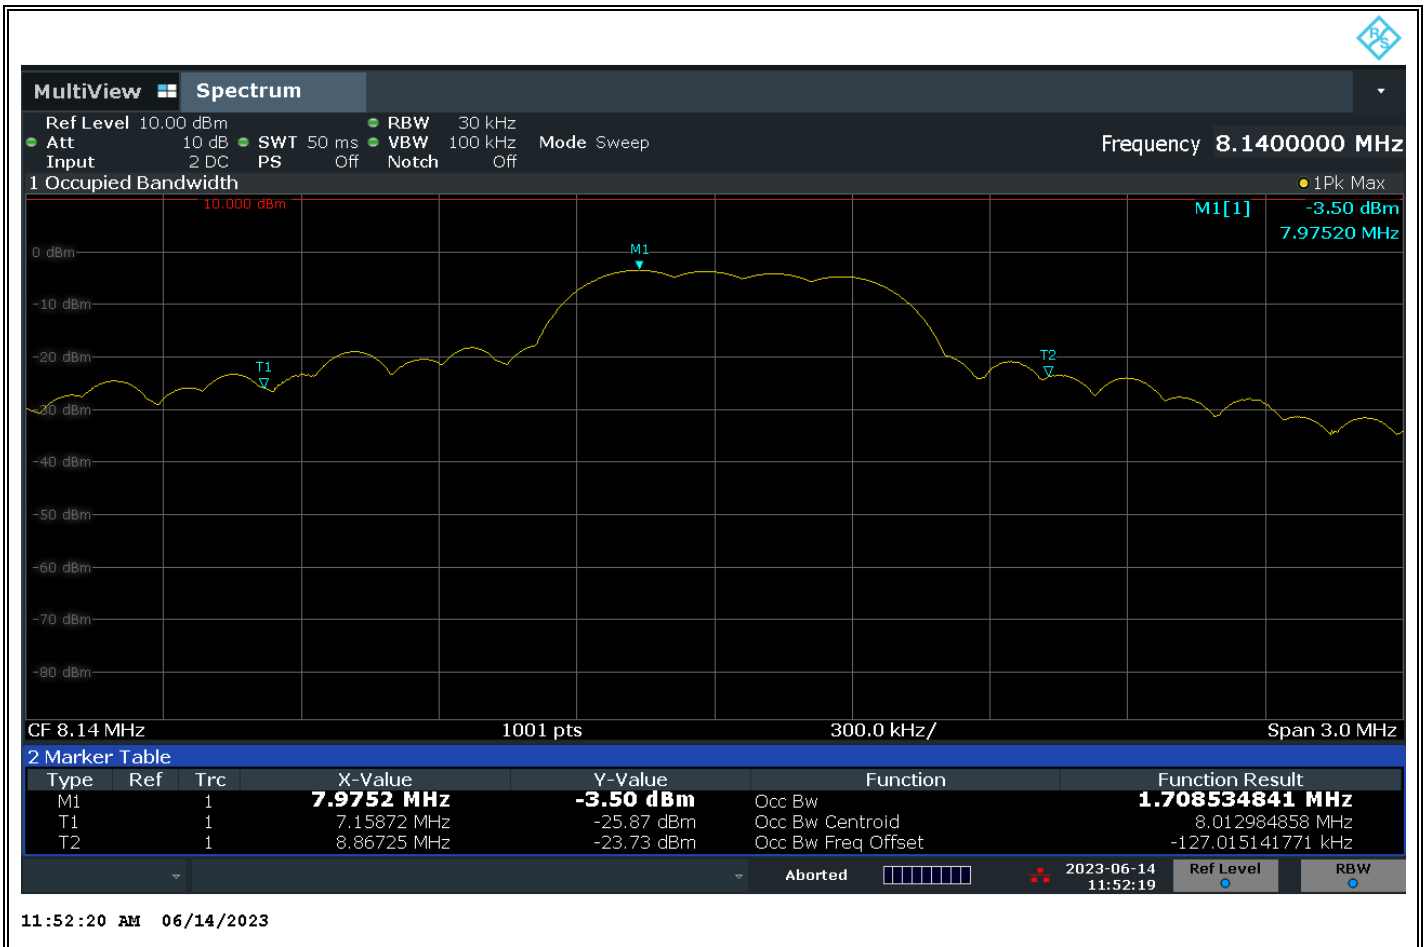 R&S
MultiView Spectrum
Ref Level 10.00 dBm RBW 30 kHz
Att 10 dB SWT 50 ms VBW 100 kHz Mode Sweep Frequency 8.1400000 MHz
Input 2 DC PS Off Notch Off
1 Occupied Bandwidth 1Pk Max
10.000 dBm M1[1] -3.50 dBm
7.97520 MHz
M1
0 dBm
-10 dBm
-20 dBm
T1 T2
-30 dBm
-40 dBm
-50 dBm
-60 dBm
-70 dBm
-80 dBm
CF 8.14 MHz 1001 pts 300.0 kHz/ Span 3.0 MHz
2 Marker Table
Type Ref Trc X-Value Y-Value Function Function Result
M1 1 7.9752 MHz -3.50 dBm Occ Bw 1.708534841 MHz
T1 1 7.15872 MHz -25.87 dBm Occ Bw Centroid 8.012984858 MHz
T2 1 8.86725 MHz -23.73 dBm Occ Bw Freq Offset -127.015141771 kHz
Aborted 2023-06-14 Ref Level RBW
11:52:19
11:52:20 AM 06/14/2023